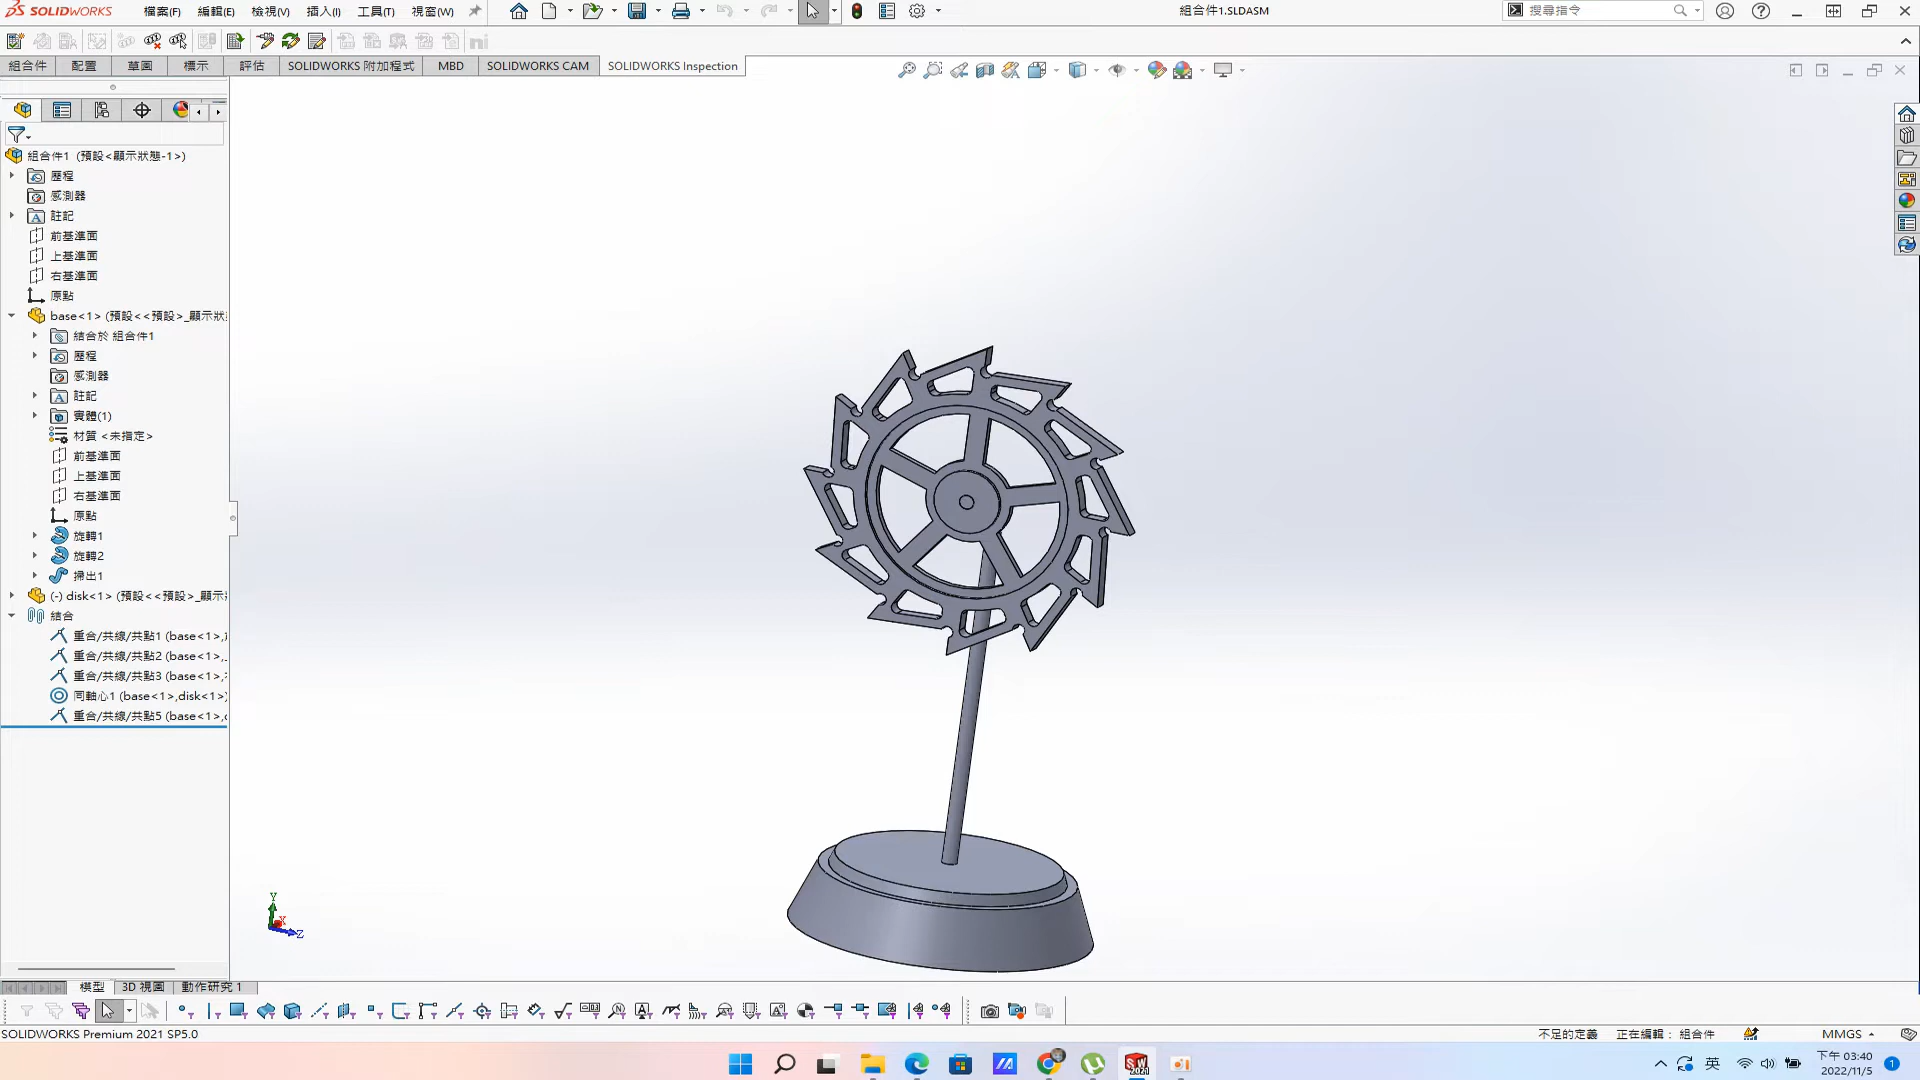 SOLIDWORKS 檔案(F) 編輯(E) 檢視(V) 插入(I) 工具(T) 視窗(W) 組合件1.SLDASM 搜尋指令
組合件 配置 草圖 標示 評估 SOLIDWORKS 附加程式 MBD SOLIDWORKS CAM SOLIDWORKS Inspection
組合件1 (預設<顯示狀態-1>)
歷程
感測器
註記
前基準面
上基準面
右基準面
原點
base<1> (預設<<預設>_顯示狀
結合於 組合件1
歷程
感測器
註記
實體(1)
材質 <未指定>
前基準面
上基準面
右基準面
原點
旋轉1
旋轉2
掃出1
(-) disk<1> (預設<<預設>_顯示
結合
重合/共線/共點1 (base<1>,
重合/共線/共點2 (base<1>,
重合/共線/共點3 (base<1>,
同軸心1 (base<1>,disk<1>)
重合/共線/共點5 (base<1>,
Y
X
Z
模型 3D 視圖 動作研究 1
SOLIDWORKS Premium 2021 SP5.0 不足的定義 正在編輯： 組合件 MMGS
英 下午 03:40
2022/11/5 1